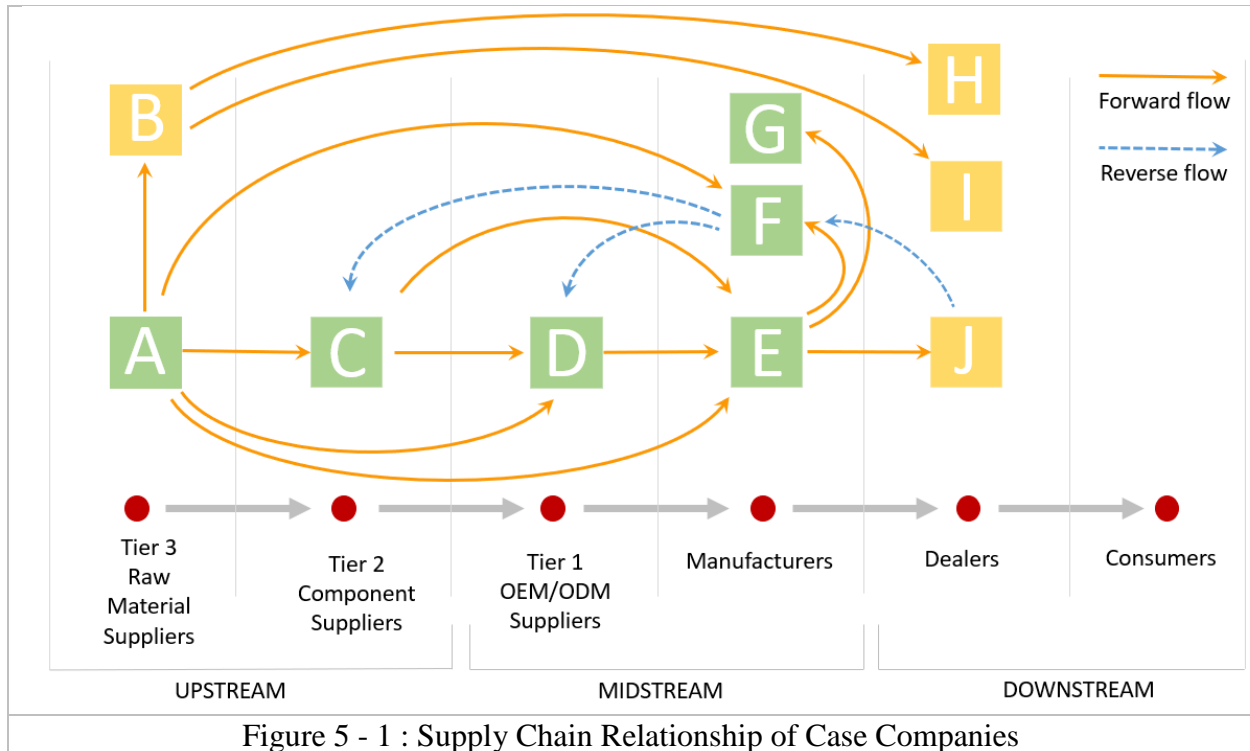 B
H
G
I
F
A
C
D
E
J
Forward flow
Reverse flow
Tier 3
Raw
Material
Suppliers
Tier 2
Component
Suppliers
Tier 1
OEM/ODM
Suppliers
Manufacturers
Dealers
Consumers
UPSTREAM
MIDSTREAM
DOWNSTREAM
Figure 5 - 1 : Supply Chain Relationship of Case Companies